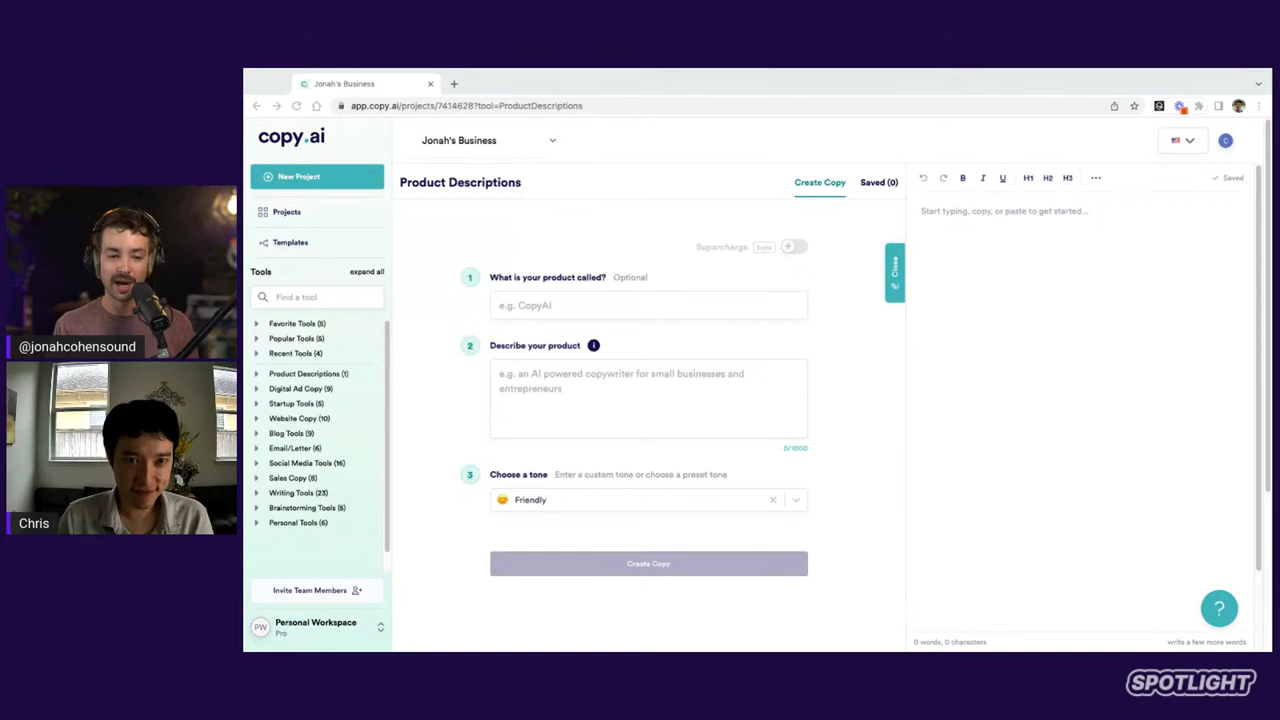 Jonah's Business
app.copy.ai/projects/7414628?tool=ProductDescriptions
copy.ai
Jonah's Business
C
New Project
Product Descriptions
Create Copy
Saved (0)
B I U H1 H2 H3
Saved
Projects
Start typing, copy, or paste to get started...
Templates
Supercharge beta
Tools
expand all
Find a tool
1
What is your product called? Optional
e.g. CopyAI
Favorite Tools (5)
Popular Tools (5)
Recent Tools (4)
Product Descriptions (1)
Digital Ad Copy (9)
Startup Tools (5)
Website Copy (10)
Blog Tools (9)
Email/Letter (6)
Social Media Tools (16)
Sales Copy (8)
Writing Tools (23)
Brainstorming Tools (5)
Personal Tools (6)
2
Describe your product
e.g. an AI powered copywriter for small businesses and
entrepreneurs
0/1000
3
Choose a tone Enter a custom tone or choose a preset tone
Friendly
Create Copy
Close
Invite Team Members
PW
Personal Workspace
Pro
?
0 words, 0 characters
write a few more words
@jonahcohensound
Chris
SPOTLIGHT